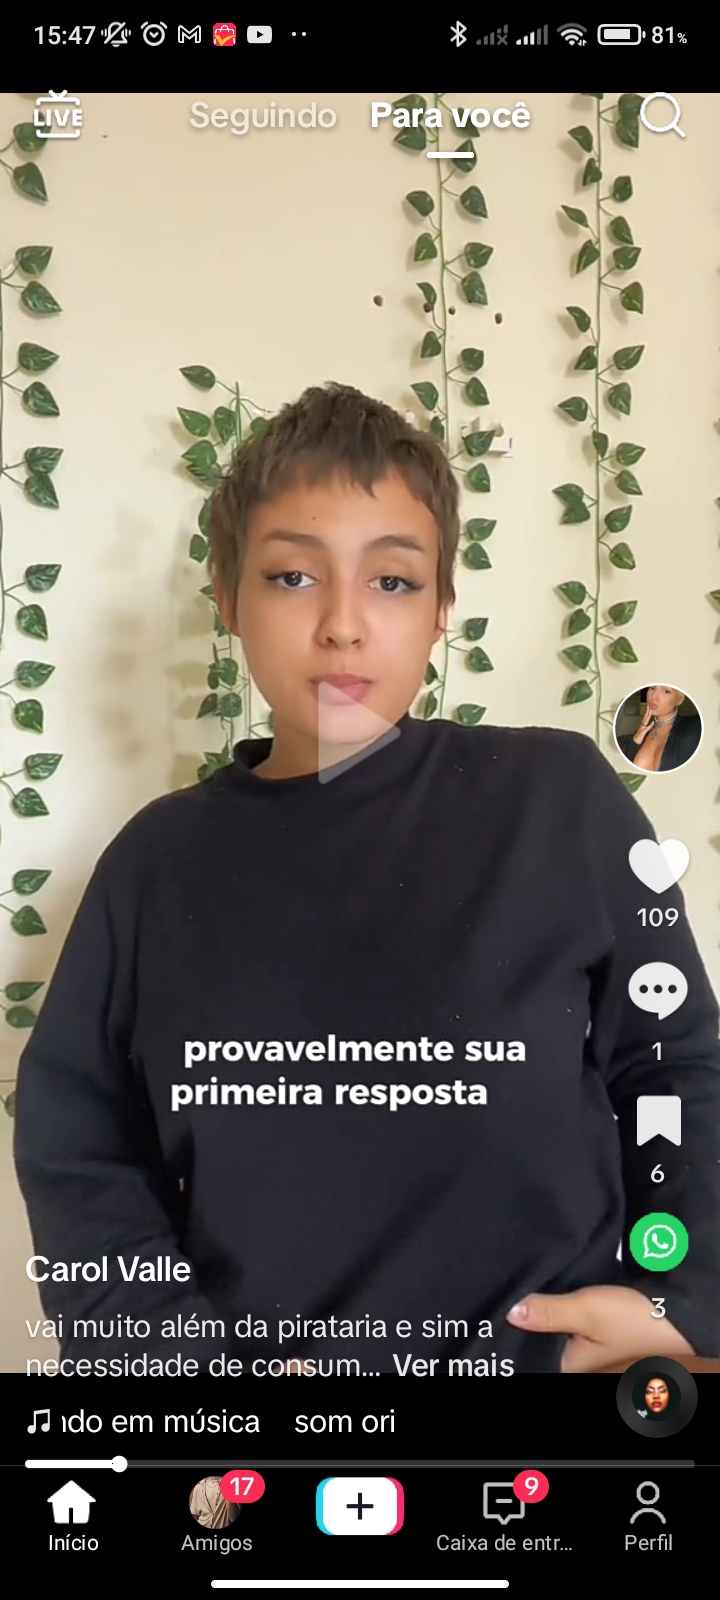 15:47
81%
LIVE
Seguindo
Para você
109
1
provavelmente sua
primeira resposta
6
Carol Valle
3
vai muito além da pirataria e sim a
necessidade de consum... Ver mais
em música som ori
17
9
Início
Amigos
Caixa de entr...
Perfil